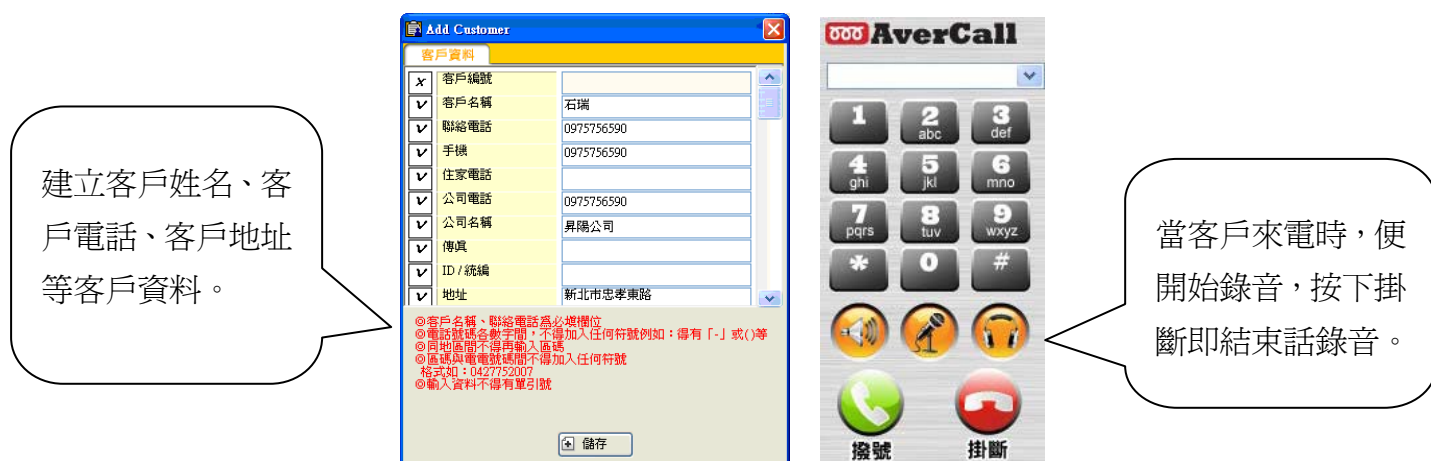 建立客戶姓名、客
戶電話、客戶地址
等客戶資料。
Add Customer
客戶資料
x 客戶編號
v 客戶名稱 石瑞
v 聯絡電話 0975756590
v 手機 0975756590
v 住家電話
v 公司電話 0975756590
v 公司名稱 昇陽公司
v 傳真
v ID / 統編
v 地址 新北市忠孝東路
◎客戶名稱、聯絡電話為必填欄位
◎電話號碼各數字間，不得加入任何符號例如：得有「-」或()等
◎同地區間不得再輸入區碼
◎區碼與電電號碼間不得加入任何符號
格式如：0427752007
◎輸入資料不得有單引號
儲存
AverCall
1 2 3
abc def
4 5 6
ghi jkl mno
7 8 9
pqrs tuv wxyz
* 0 #
撥號 掛斷
當客戶來電時，便
開始錄音，按下掛
斷即結束話錄音。